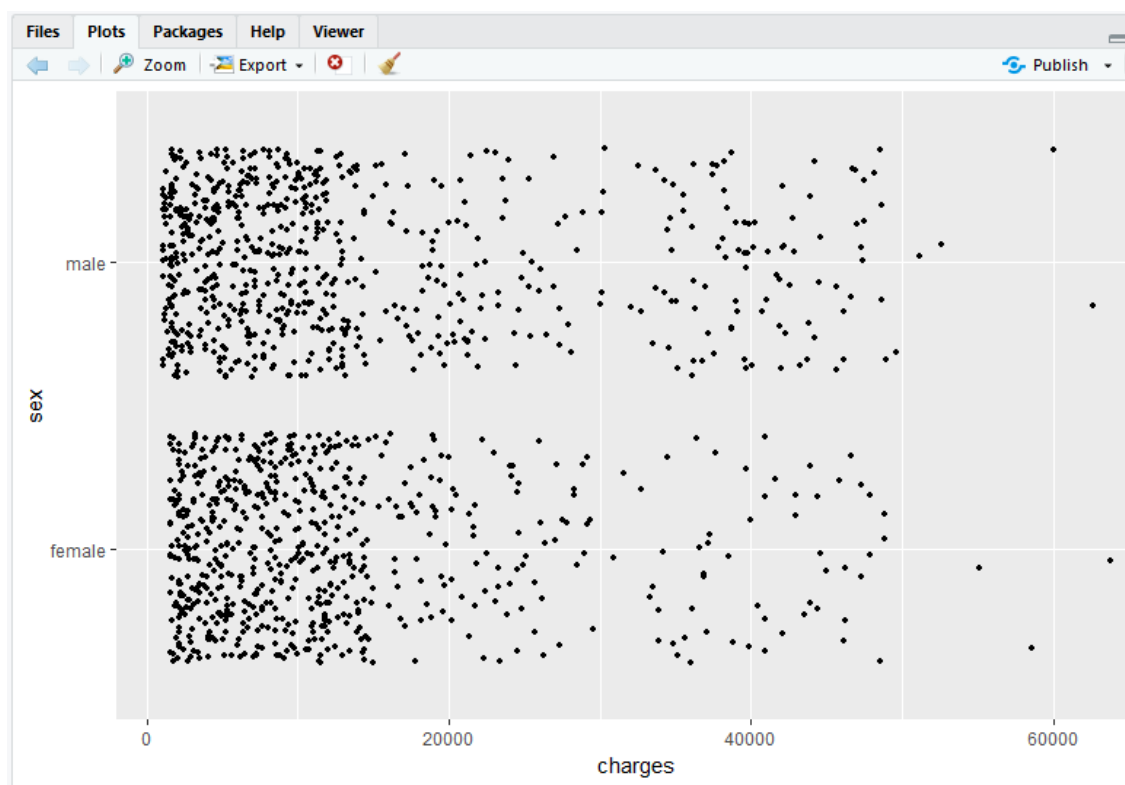 Files Plots Packages Help Viewer
Zoom Export Publish
male
sex
female
0 20000 40000 60000
charges